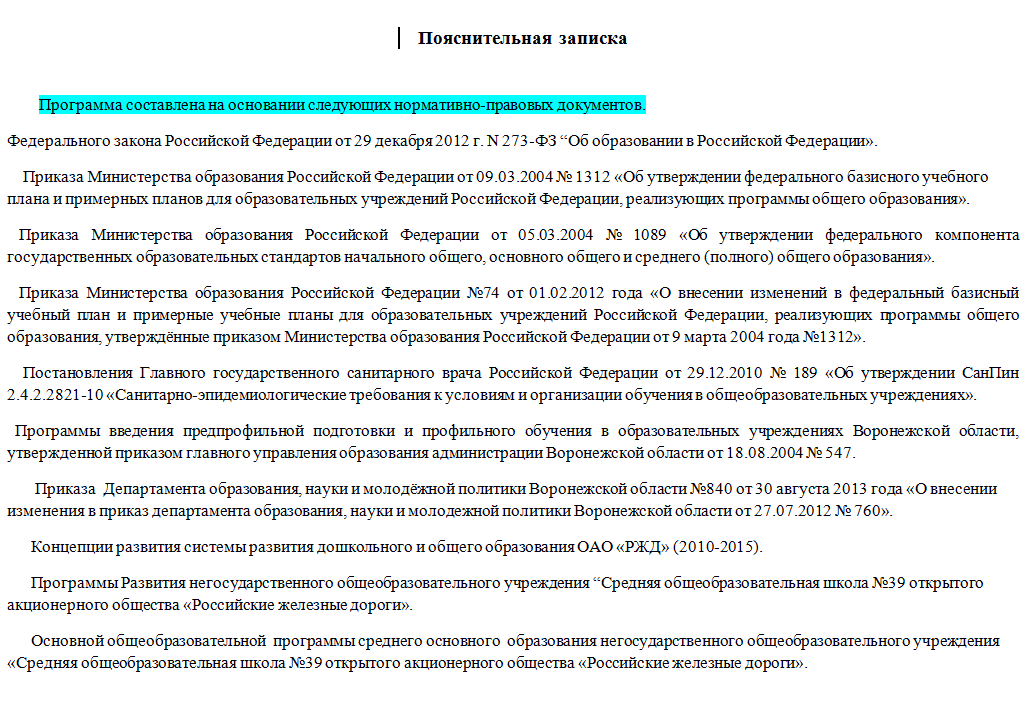 Пояснительная записка
Программа составлена на основании следующих нормативно-правовых документов.
Федерального закона Российской Федерации от 29 декабря 2012 г. N 273-ФЗ “Об образовании в Российской Федерации».
Приказа Министерства образования Российской Федерации от 09.03.2004 № 1312 «Об утверждении федерального базисного учебного
плана и примерных планов для образовательных учреждений Российской Федерации, реализующих программы общего образования».
Приказа Министерства образования Российской Федерации от 05.03.2004 № 1089 «Об утверждении федерального компонента
государственных образовательных стандартов начального общего, основного общего и среднего (полного) общего образования».
Приказа Министерства образования Российской Федерации №74 от 01.02.2012 года «О внесении изменений в федеральный базисный
учебный план и примерные учебные планы для образовательных учреждений Российской Федерации, реализующих программы общего
образования, утверждённые приказом Министерства образования Российской Федерации от 9 марта 2004 года №1312».
Постановления Главного государственного санитарного врача Российской Федерации от 29.12.2010 № 189 «Об утверждении СанПин
2.4.2.2821-10 «Санитарно-эпидемиологические требования к условиям и организации обучения в общеобразовательных учреждениях».
Программы введения предпрофильной подготовки и профильного обучения в образовательных учреждениях Воронежской области,
утвержденной приказом главного управления образования администрации Воронежской области от 18.08.2004 № 547.
Приказа Департамента образования, науки и молодёжной политики Воронежской области №840 от 30 августа 2013 года «О внесении
изменения в приказ департамента образования, науки и молодежной политики Воронежской области от 27.07.2012 № 760».
Концепции развития системы развития дошкольного и общего образования ОАО «РЖД» (2010-2015).
Программы Развития негосударственного общеобразовательного учреждения “Средняя общеобразовательная школа №39 открытого
акционерного общества «Российские железные дороги».
Основной общеобразовательной программы среднего основного образования негосударственного общеобразовательного учреждения
«Средняя общеобразовательная школа №39 открытого акционерного общества «Российские железные дороги».